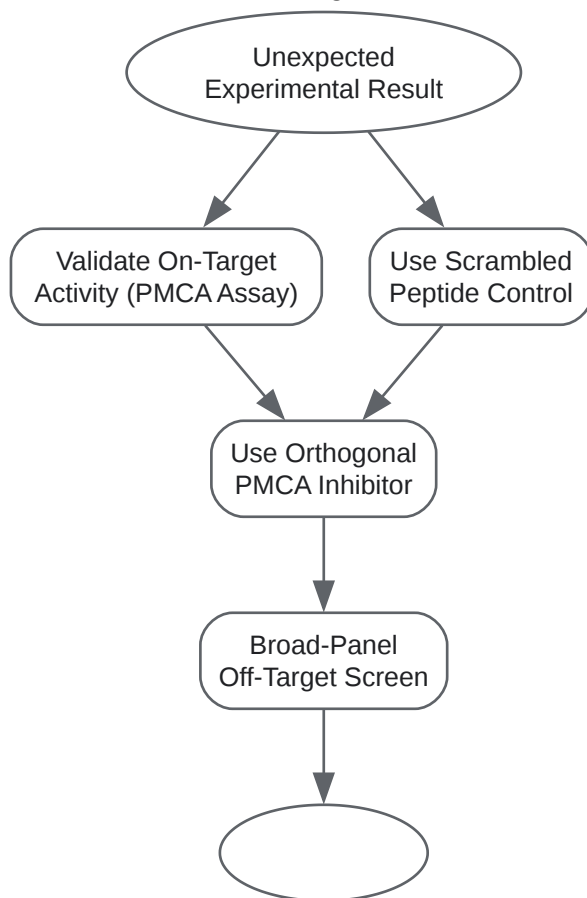 Unexpected
Experimental Result
Validate On-Target
Activity (PMCA Assay)
Use Scrambled
Peptide Control
Use Orthogonal
PMCA Inhibitor
Broad-Panel
Off-Target Screen